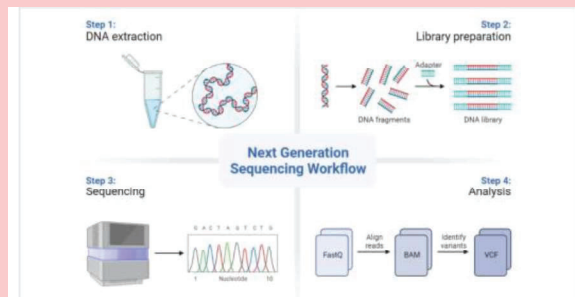 Step 1:
DNA extraction
Step 2:
Library preparation
Adapter
DNA fragments
DNA library
Next Generation
Sequencing Workflow
Step 3:
Sequencing
G A C T A G T C T G
1 Nucleotide 10
Step 4:
Analysis
Align
reads
Identify
variants
FastQ
BAM
VCF